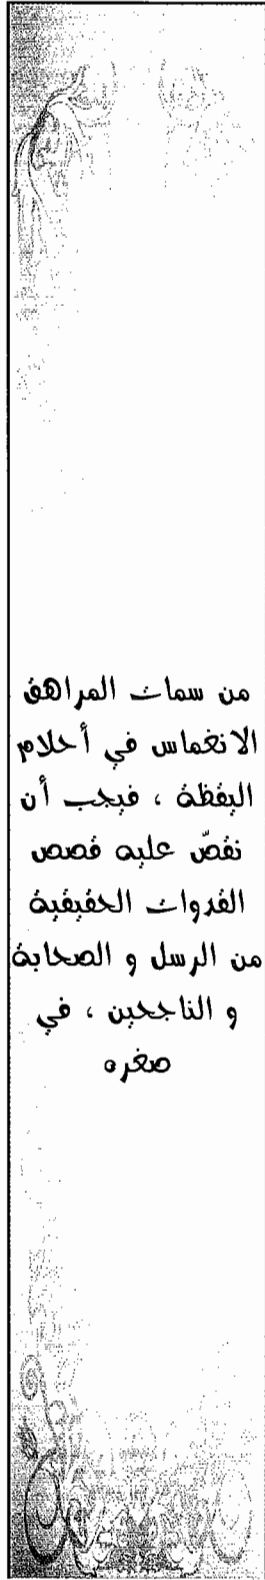 من سمات المراهق
الانغماس في أحلام
اليقظة ، فيجب أن
نقصّ عليه قصص
القدوات الحقيقية
من الرسل و الصحابة
و الناجحين ، في
صغره